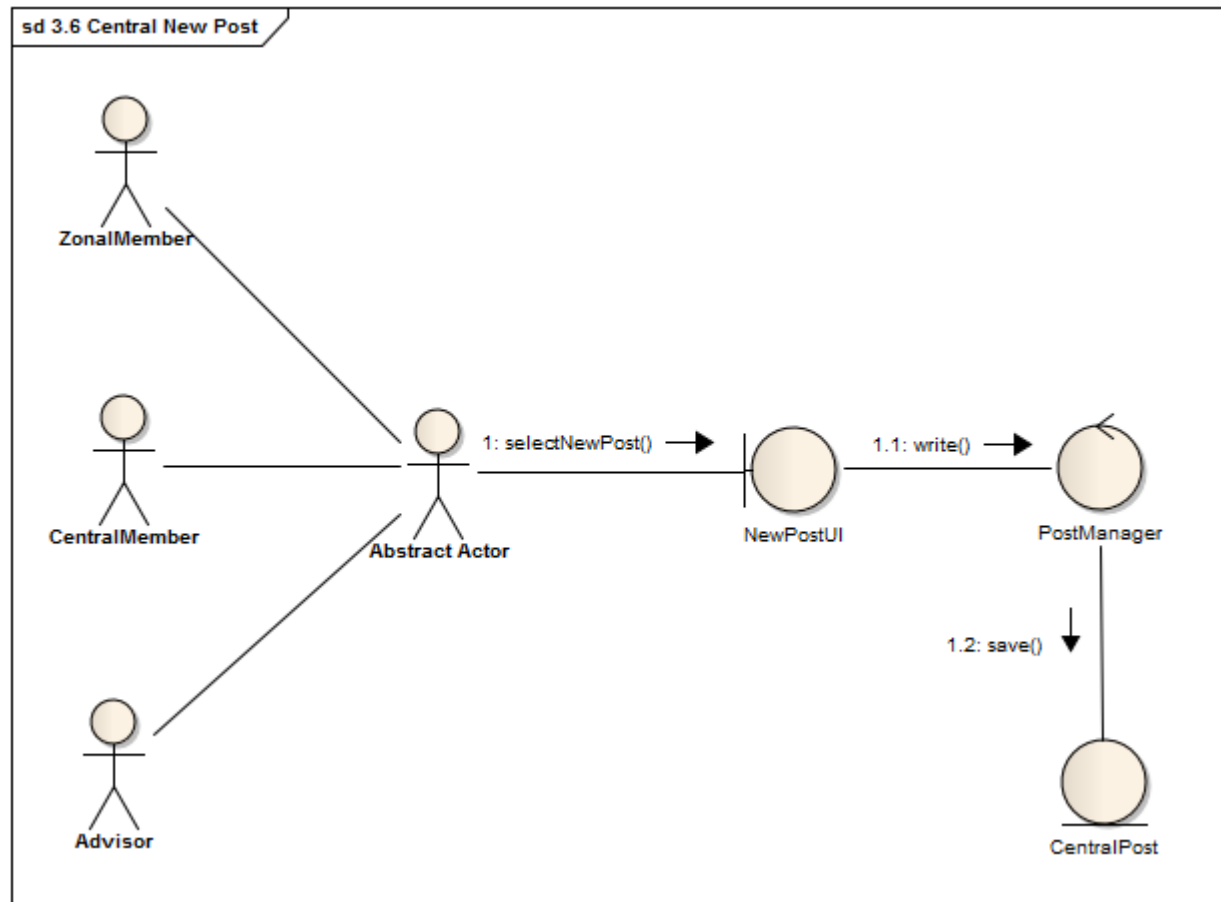 sd 3.6 Central New Post
ZonalMember
CentralMember
Abstract Actor
1: selectNewPost()
NewPostUI
1.1: write()
PostManager
1.2: save()
CentralPost
Advisor